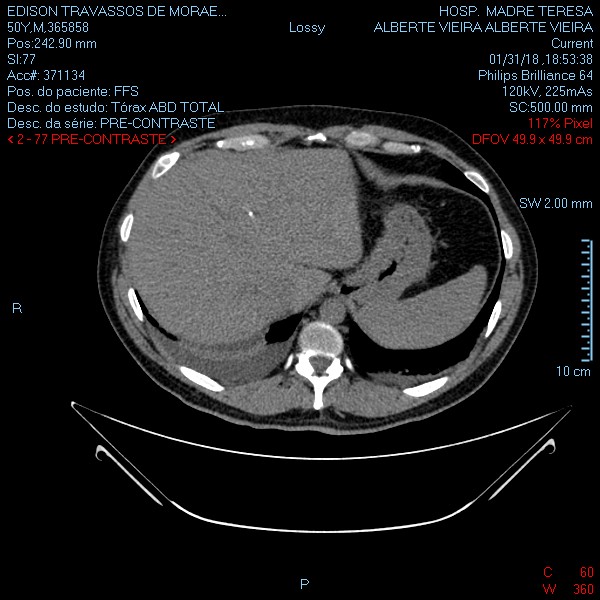 EDISON TRAVASSOS DE MORAE...
50Y,M,365858
Pos:242.90 mm
SI:77
Acc#: 371134
Pos. do paciente: FFS
Desc. do estudo: Tórax ABD TOTAL
Desc. da série: PRE-CONTRASTE
< 2 - 77 PRE-CONTRASTE >
Lossy
HOSP. MADRE TERESA
ALBERTE VIEIRA ALBERTE VIEIRA
Current
01/31/18 ,18:53:38
Philips Brilliance 64
120kV, 225mAs
SC:500.00 mm
117% Pixel
DFOV 49.9 x 49.9 cm
SW 2.00 mm
R
10 cm
P
C 60
W 360